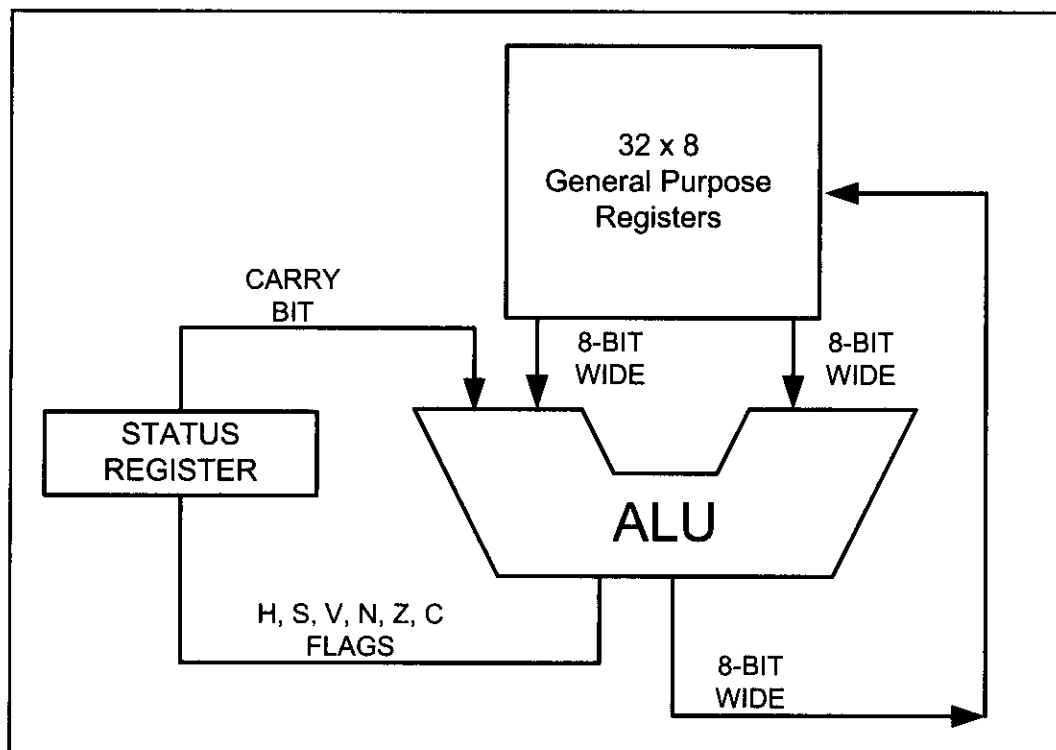 32 x 8
General Purpose
Registers
CARRY
BIT
8-BIT
WIDE
8-BIT
WIDE
STATUS
REGISTER
ALU
H, S, V, N, Z, C
FLAGS
8-BIT
WIDE